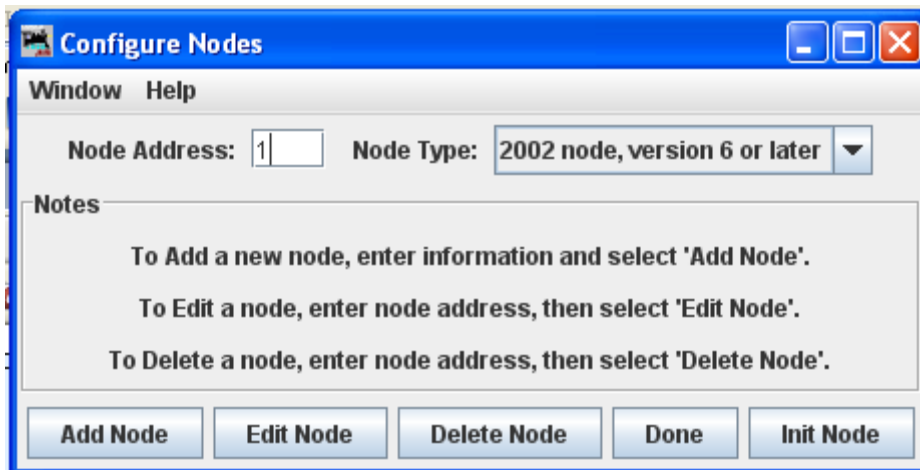 Configure Nodes
Window Help
Node Address: 1 Node Type: 2002 node, version 6 or later
Notes
To Add a new node, enter information and select 'Add Node'.
To Edit a node, enter node address, then select 'Edit Node'.
To Delete a node, enter node address, then select 'Delete Node'.
Add Node Edit Node Delete Node Done Init Node